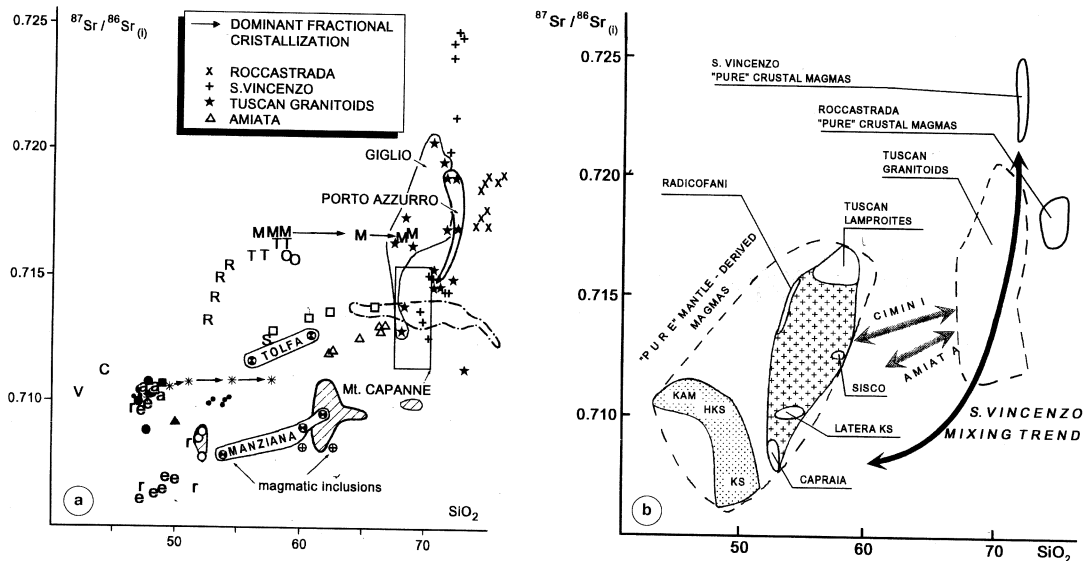 ⁸⁷Sr / ⁸⁶Sr (i)
0.725
0.720
0.715
0.710
DOMINANT FRACTIONAL
CRISTALLIZATION
x ROCCASTRADA
+ S.VINCENZO
★ TUSCAN GRANITOIDS
△ AMIATA
GIGLIO
PORTO AZZURRO
M M M M M M
T T
T T O O
R
R
R
R
S
TOLFA
C
V
Mt. CAPANNE
a a
a
r e
r
MANZIANA
e e
e e
e
r r
magmatic inclusions
a
SiO₂
50 60 70
⁸⁷Sr / ⁸⁶Sr (i)
0.725
0.720
0.715
0.710
S. VINCENZO
"PURE" CRUSTAL MAGMAS
ROCCASTRADA
"PURE" CRUSTAL MAGMAS
TUSCAN
GRANITOIDS
RADICOFANI
TUSCAN
LAMPROITES
"PURE" MANTLE - DERIVED
MAGMAS
CIMINI
AMIATA
SISCO
KAM
HKS
KS
LATERA KS
CAPRAIA
S.VINCENZO
MIXING TREND
b
50 60 70
SiO₂